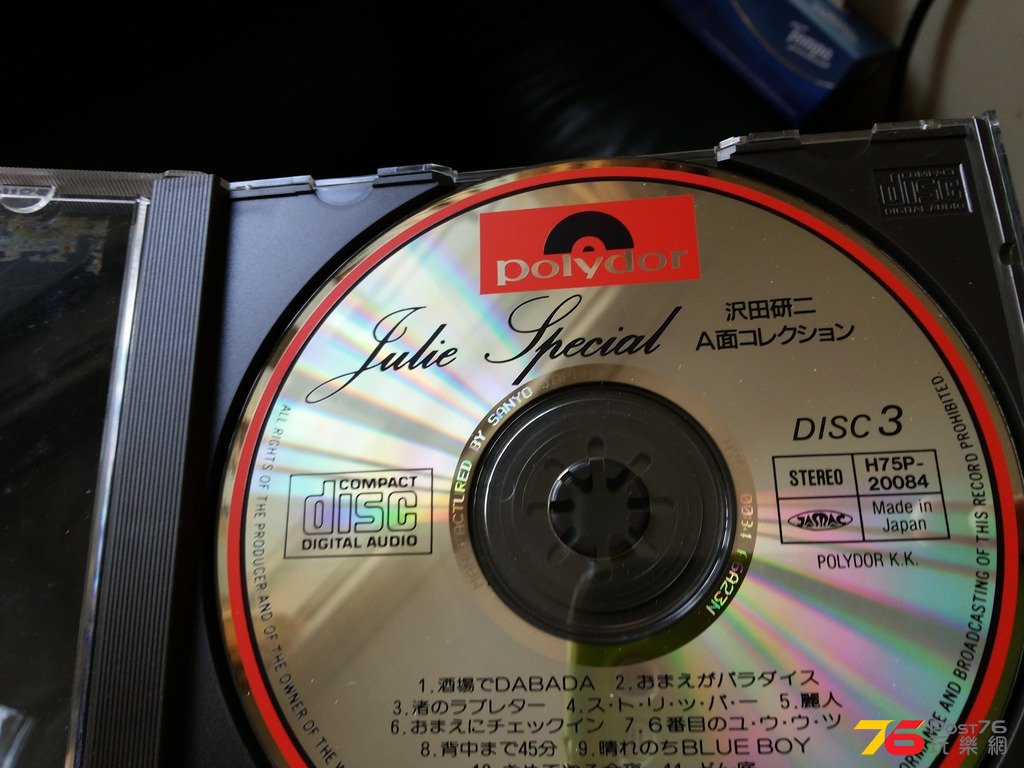 Tempo
COMPACT
disc
DIGITAL AUDIO
polydor
Julie Special
沢田研二
A面コレクション
DISC 3
STEREO
H75P-
20084
JASRAC
Made in
Japan
POLYDOR K.K.
COMPACT
disc
DIGITAL AUDIO
BY SANYO JAPAN
ALL RIGHTS OF THE PRODUCER AND OF THE OWNER OF THE
AND BROADCASTING OF THIS RECORD PROHIBITED.
1.酒場でDABADA 2.おまえがパラダイス
3.渚のラブレター 4.ス・ト・リ・ッ・パ・ー 5.麗人
6.おまえにチェックイン 7.6番目のユ・ウ・ウ・ツ
8.背中まで45分 9.晴れのちBLUE BOY
76
post76
玩樂網